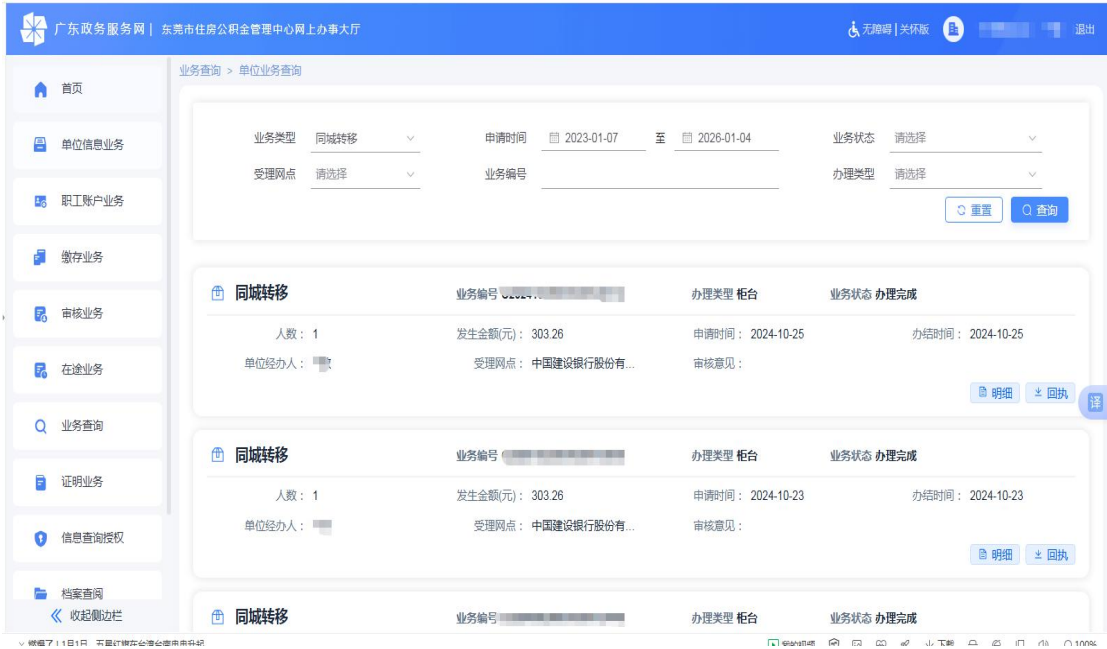 广东政务服务网 | 东莞市住房公积金管理中心网上办事大厅
无障碍 | 关怀版
退出
业务查询 > 单位业务查询
首页
单位信息业务
职工账户业务
缴存业务
审核业务
在途业务
业务查询
证明业务
信息查询授权
档案查阅
收起侧边栏
业务类型 同城转移 申请时间 2023-01-07 至 2026-01-04 业务状态 请选择
受理网点 请选择 业务编号 办理类型 请选择
重置 查询
同城转移 业务编号 办理类型 柜台 业务状态 办理完成
人数： 1 发生金额(元)： 303.26 申请时间： 2024-10-25 办结时间： 2024-10-25
单位经办人： 受理网点： 中国建设银行股份有... 审核意见：
明细 回执
译
同城转移 业务编号 办理类型 柜台 业务状态 办理完成
人数： 1 发生金额(元)： 303.26 申请时间： 2024-10-23 办结时间： 2024-10-23
单位经办人： 受理网点： 中国建设银行股份有... 审核意见：
明细 回执
同城转移 业务编号 办理类型 柜台 业务状态 办理完成
我的视频 下载 100%